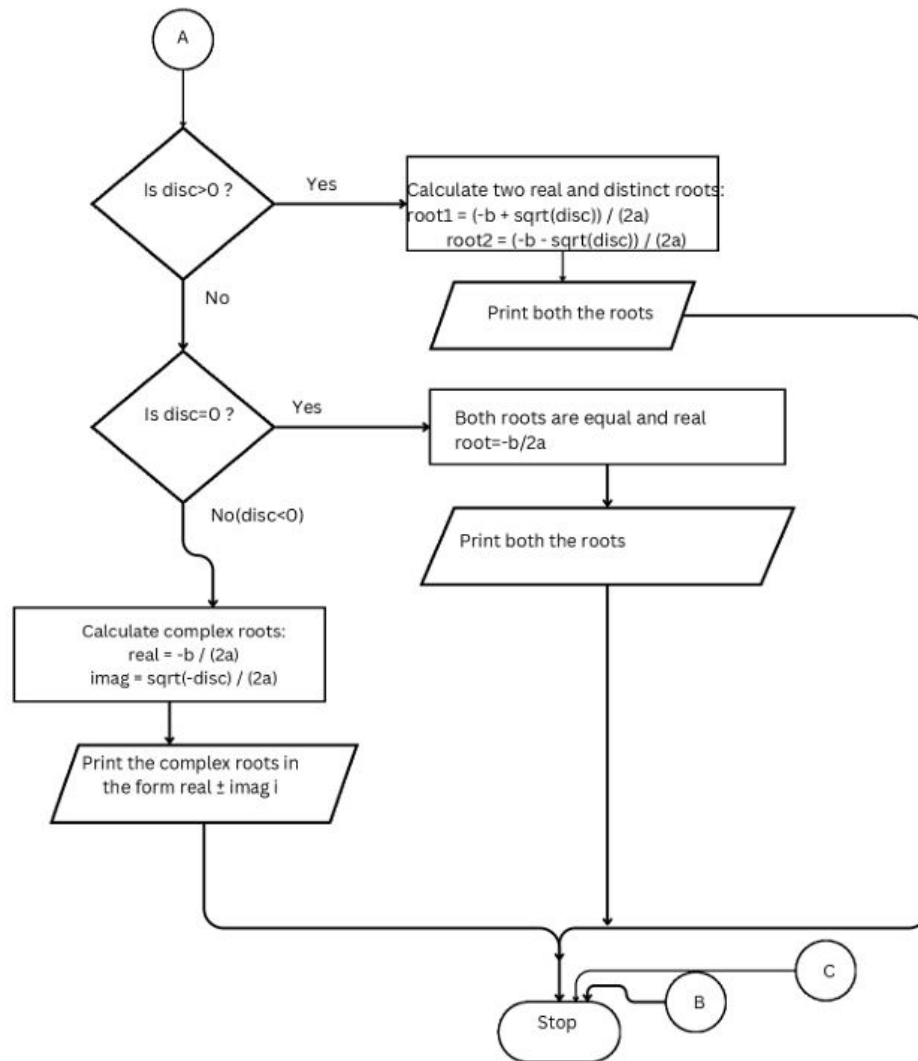 A
Is disc>0 ?
Yes
Calculate two real and distinct roots:
root1 = (-b + sqrt(disc)) / (2a)
root2 = (-b - sqrt(disc)) / (2a)
No
Print both the roots
Is disc=0 ?
Yes
Both roots are equal and real
root=-b/2a
No(disc<0)
Print both the roots
Calculate complex roots:
real = -b / (2a)
imag = sqrt(-disc) / (2a)
Print the complex roots in
the form real ± imag i
C
B
Stop